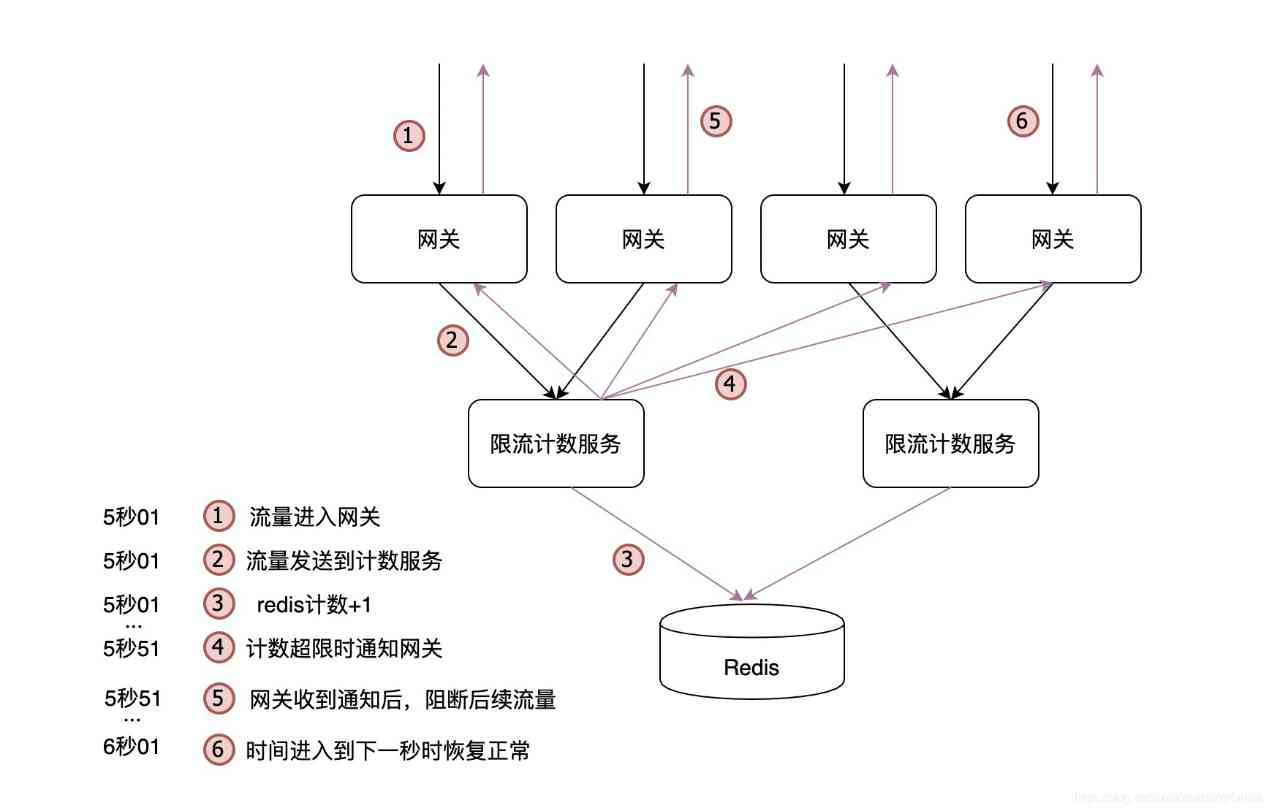 1
5
6
网关
网关
网关
网关
2
4
限流计数服务
限流计数服务
3
Redis
5秒01 1 流量进入网关
5秒01 2 流量发送到计数服务
5秒01 3 redis计数+1
...
5秒51 4 计数超限时通知网关
5秒51 5 网关收到通知后，阻断后续流量
...
6秒01 6 时间进入到下一秒时恢复正常